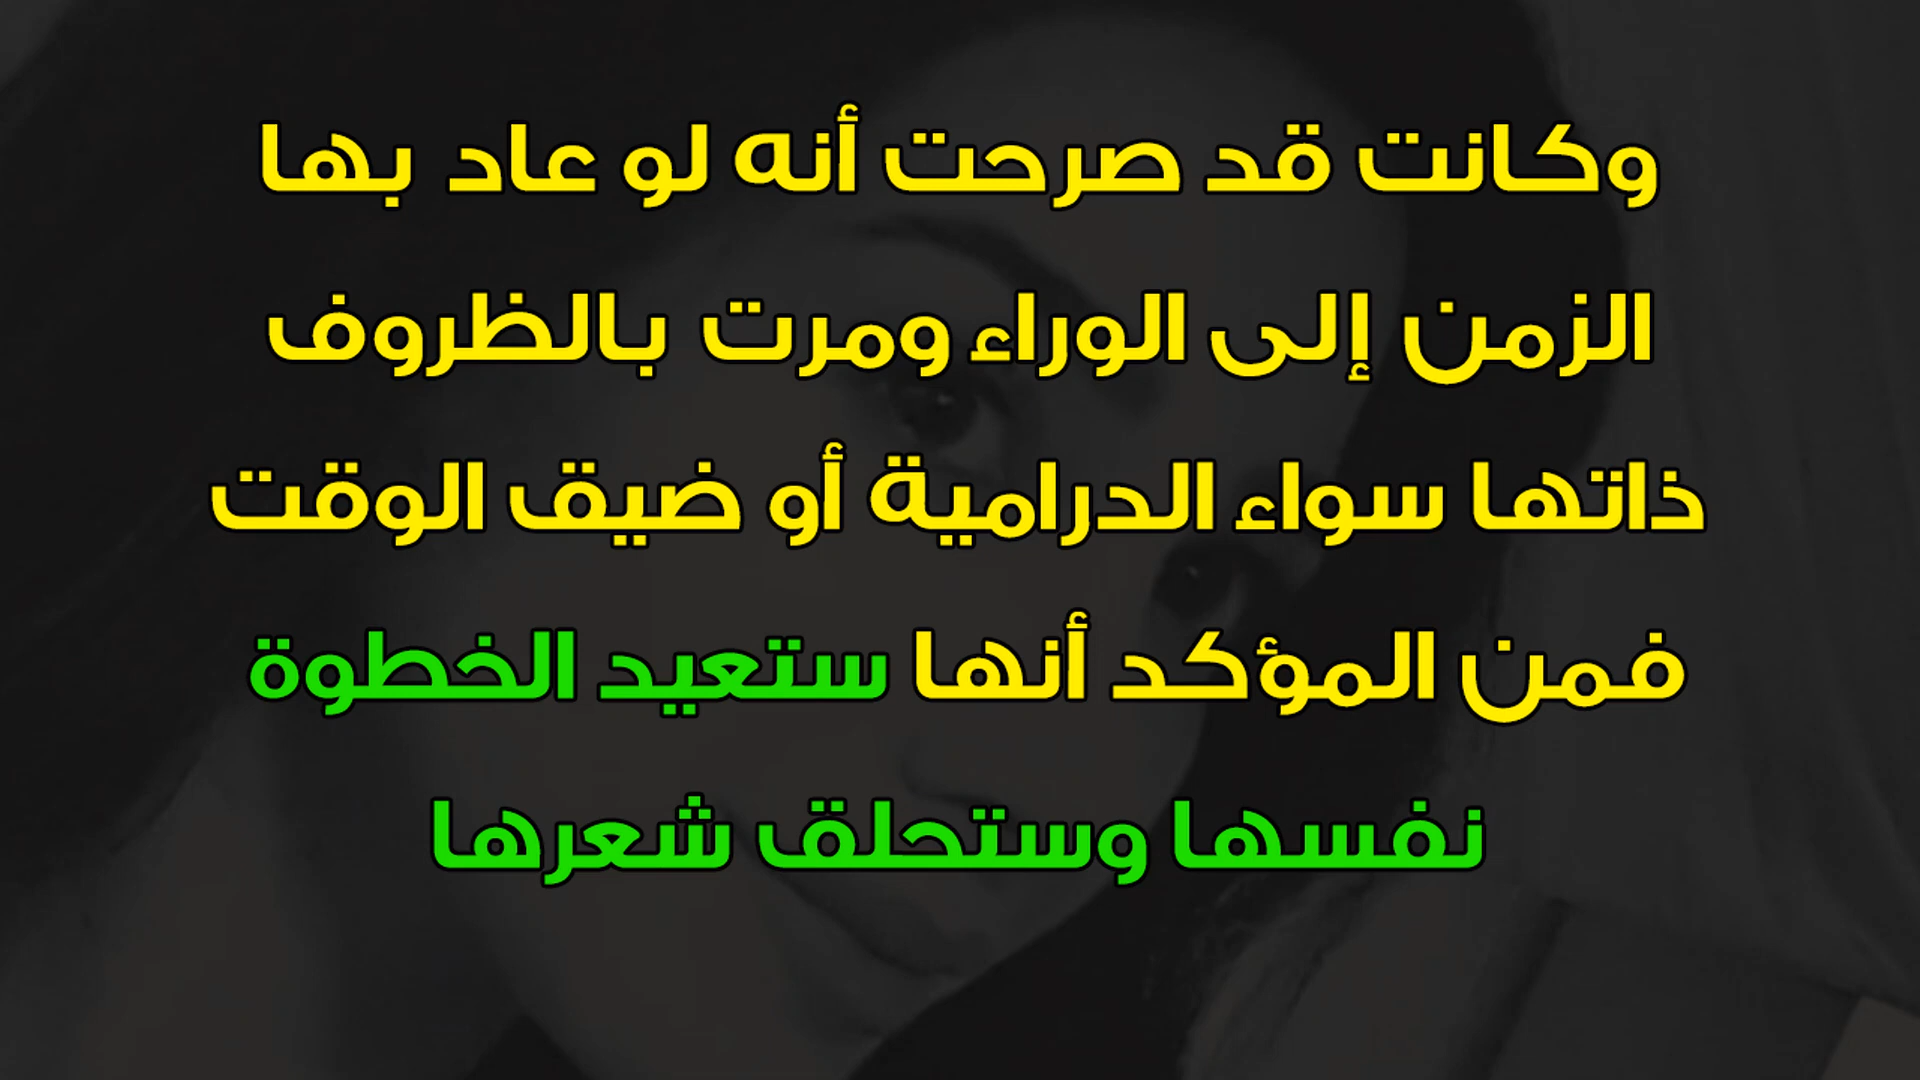 وكانت قد صرحت أنه لو عاد بها
الزمن إلى الوراء ومرت بالظروف
ذاتها سواء الدرامية أو ضيق الوقت
فمن المؤكد أنها ستعيد الخطوة
نفسها وستحلق شعرها